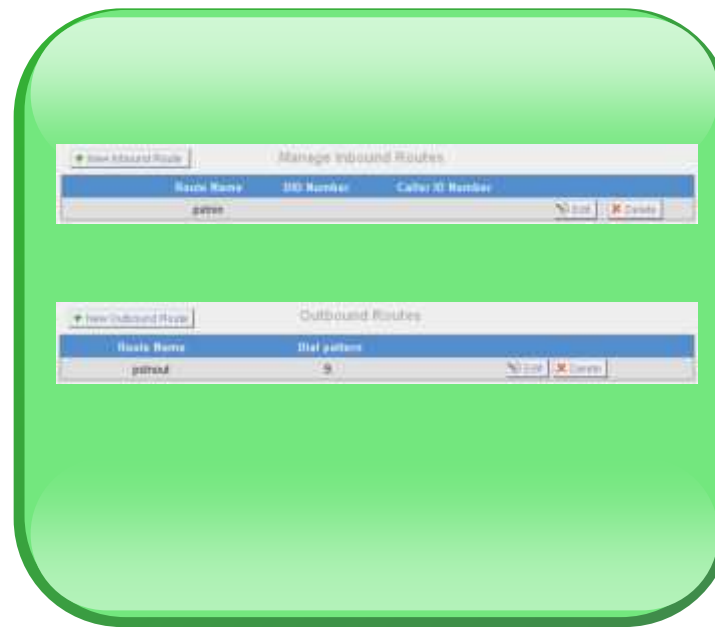 New Inbound Route Manage Inbound Routes
Route Name DID Number Caller ID Number
Edit Delete
New Outbound Route Outbound Routes
Route Name Dial pattern
pstnout 9. Edit Delete